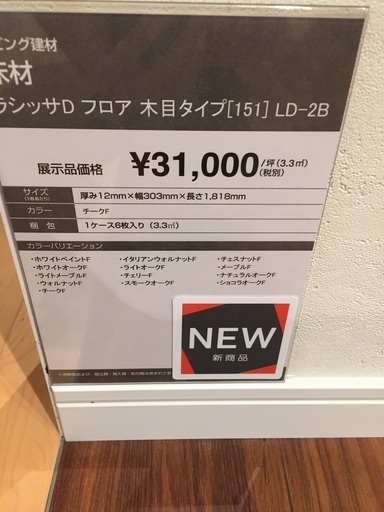 ビング建材
床材
ラシッサD フロア 木目タイプ[151] LD-2B
展示品価格 ¥31,000/坪(3.3㎡)(税別)
サイズ(1枚あたり) 厚み12mm×幅303mm×長さ1,818mm
カラー チークF
梱包 1ケース6枚入り(3.3㎡)
カラーバリエーション
・ホワイトペイントF ・イタリアンウォルナットF ・チェスナットF
・ホワイトオークF ・ライトオークF ・メープルF
・ライトメープルF ・チェリーF ・ナチュラルオークF
・ウォルナットF ・スモークオークF ・ショコラオークF
・チークF
NEW
新商品